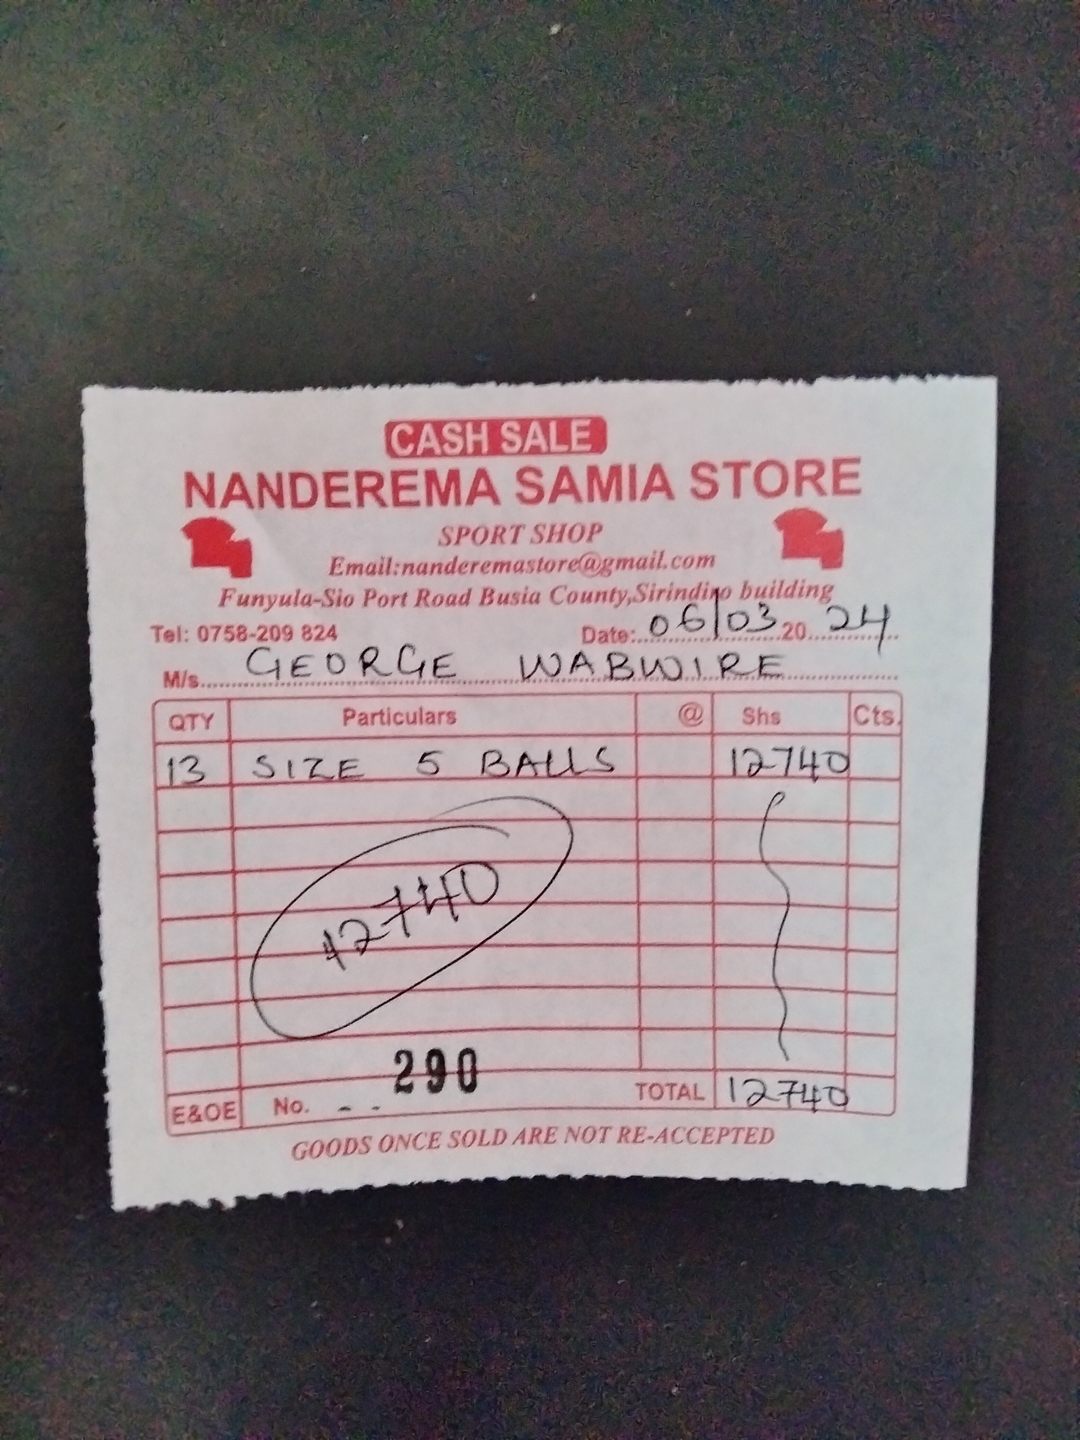 CASH SALE
NANDEREMA SAMIA STORE
SPORT SHOP
Email:nanderemastore@gmail.com
Funyula-Sio Port Road Busia County,Sirindiro building
Tel: 0758-209 824 Date: 06/03 20 24
M/s GEORGE WABWIRE
QTY Particulars @ Shs Cts.
13 SIZE 5 BALLS 12740
12740
E&OE No. 290 TOTAL 12740
GOODS ONCE SOLD ARE NOT RE-ACCEPTED